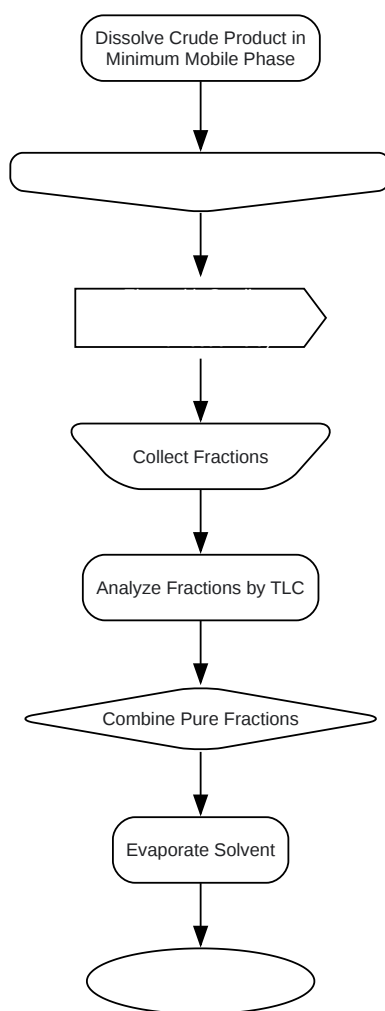 Dissolve Crude Product in
Minimum Mobile Phase
Collect Fractions
Analyze Fractions by TLC
Combine Pure Fractions
Evaporate Solvent